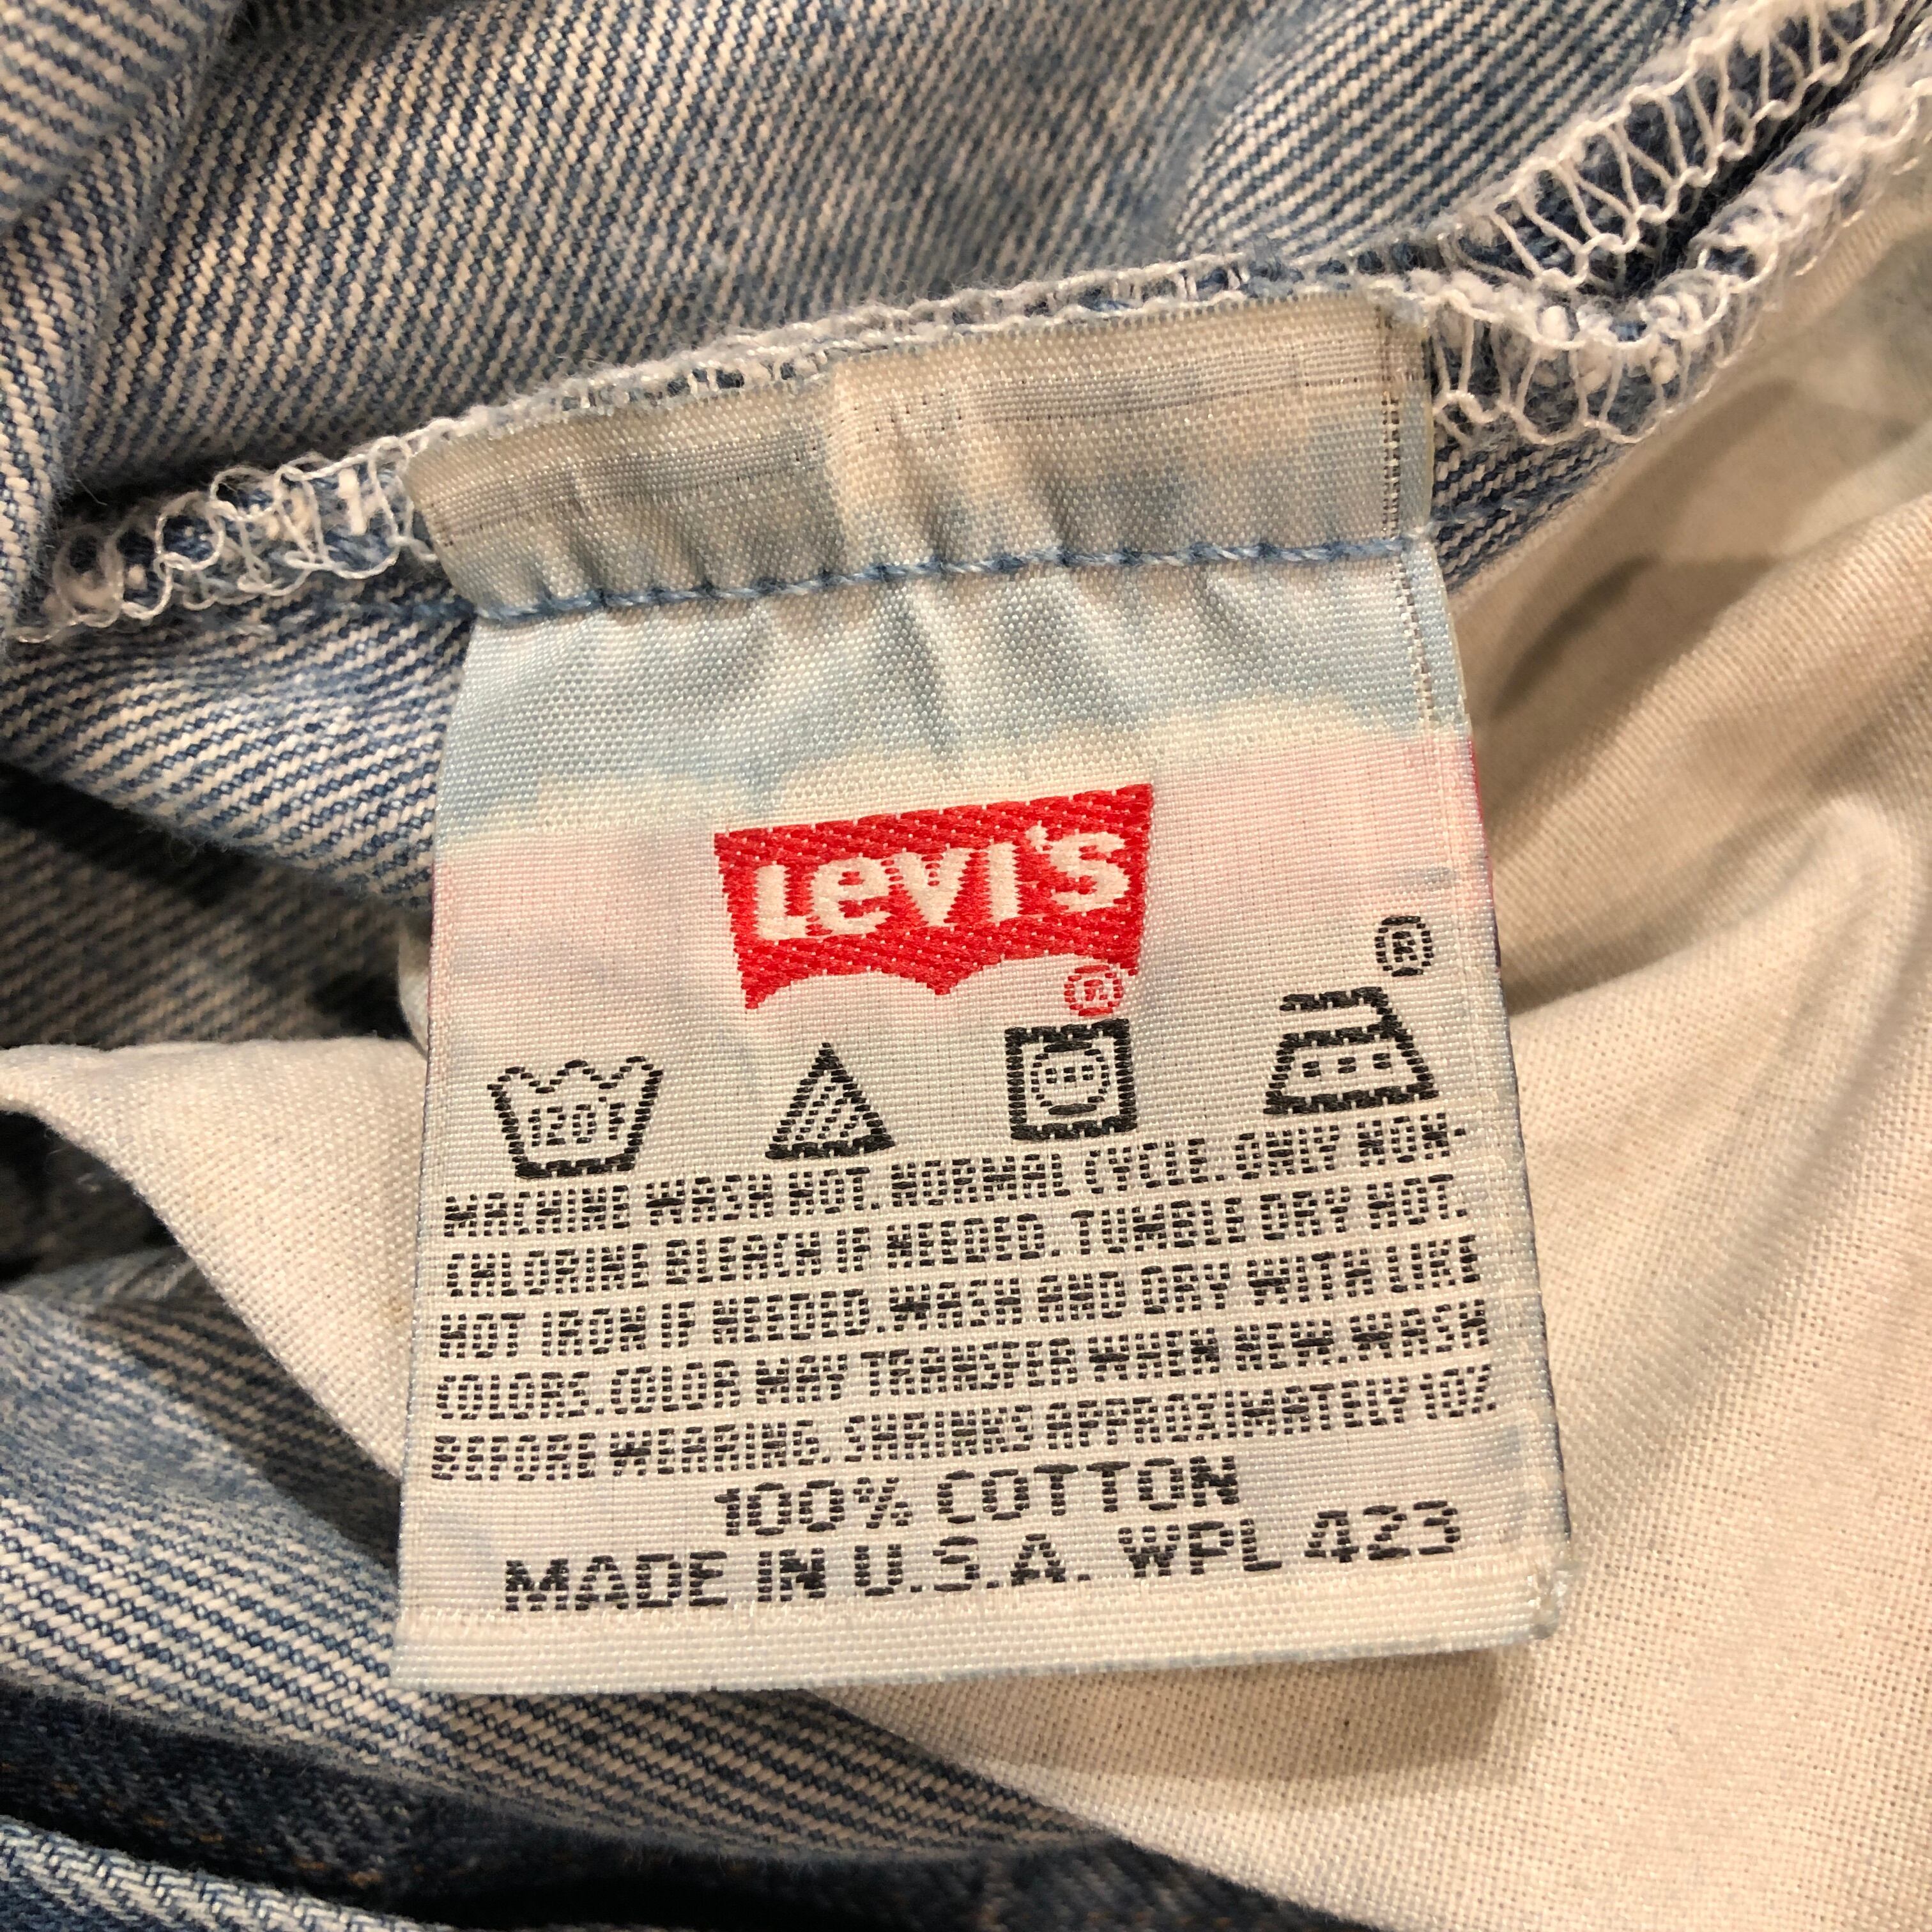 Levi's
®
®
120F
MACHINE WASH HOT. NORMAL CYCLE. ONLY NON-
CHLORINE BLEACH IF NEEDED. TUMBLE DRY HOT.
HOT IRON IF NEEDED. WASH AND DRY WITH LIKE
COLORS. COLOR MAY TRANSFER WHEN NEW. WASH
BEFORE WEARING. SHRINKS APPROXIMATELY 10%.
100% COTTON
MADE IN U.S.A. WPL 423